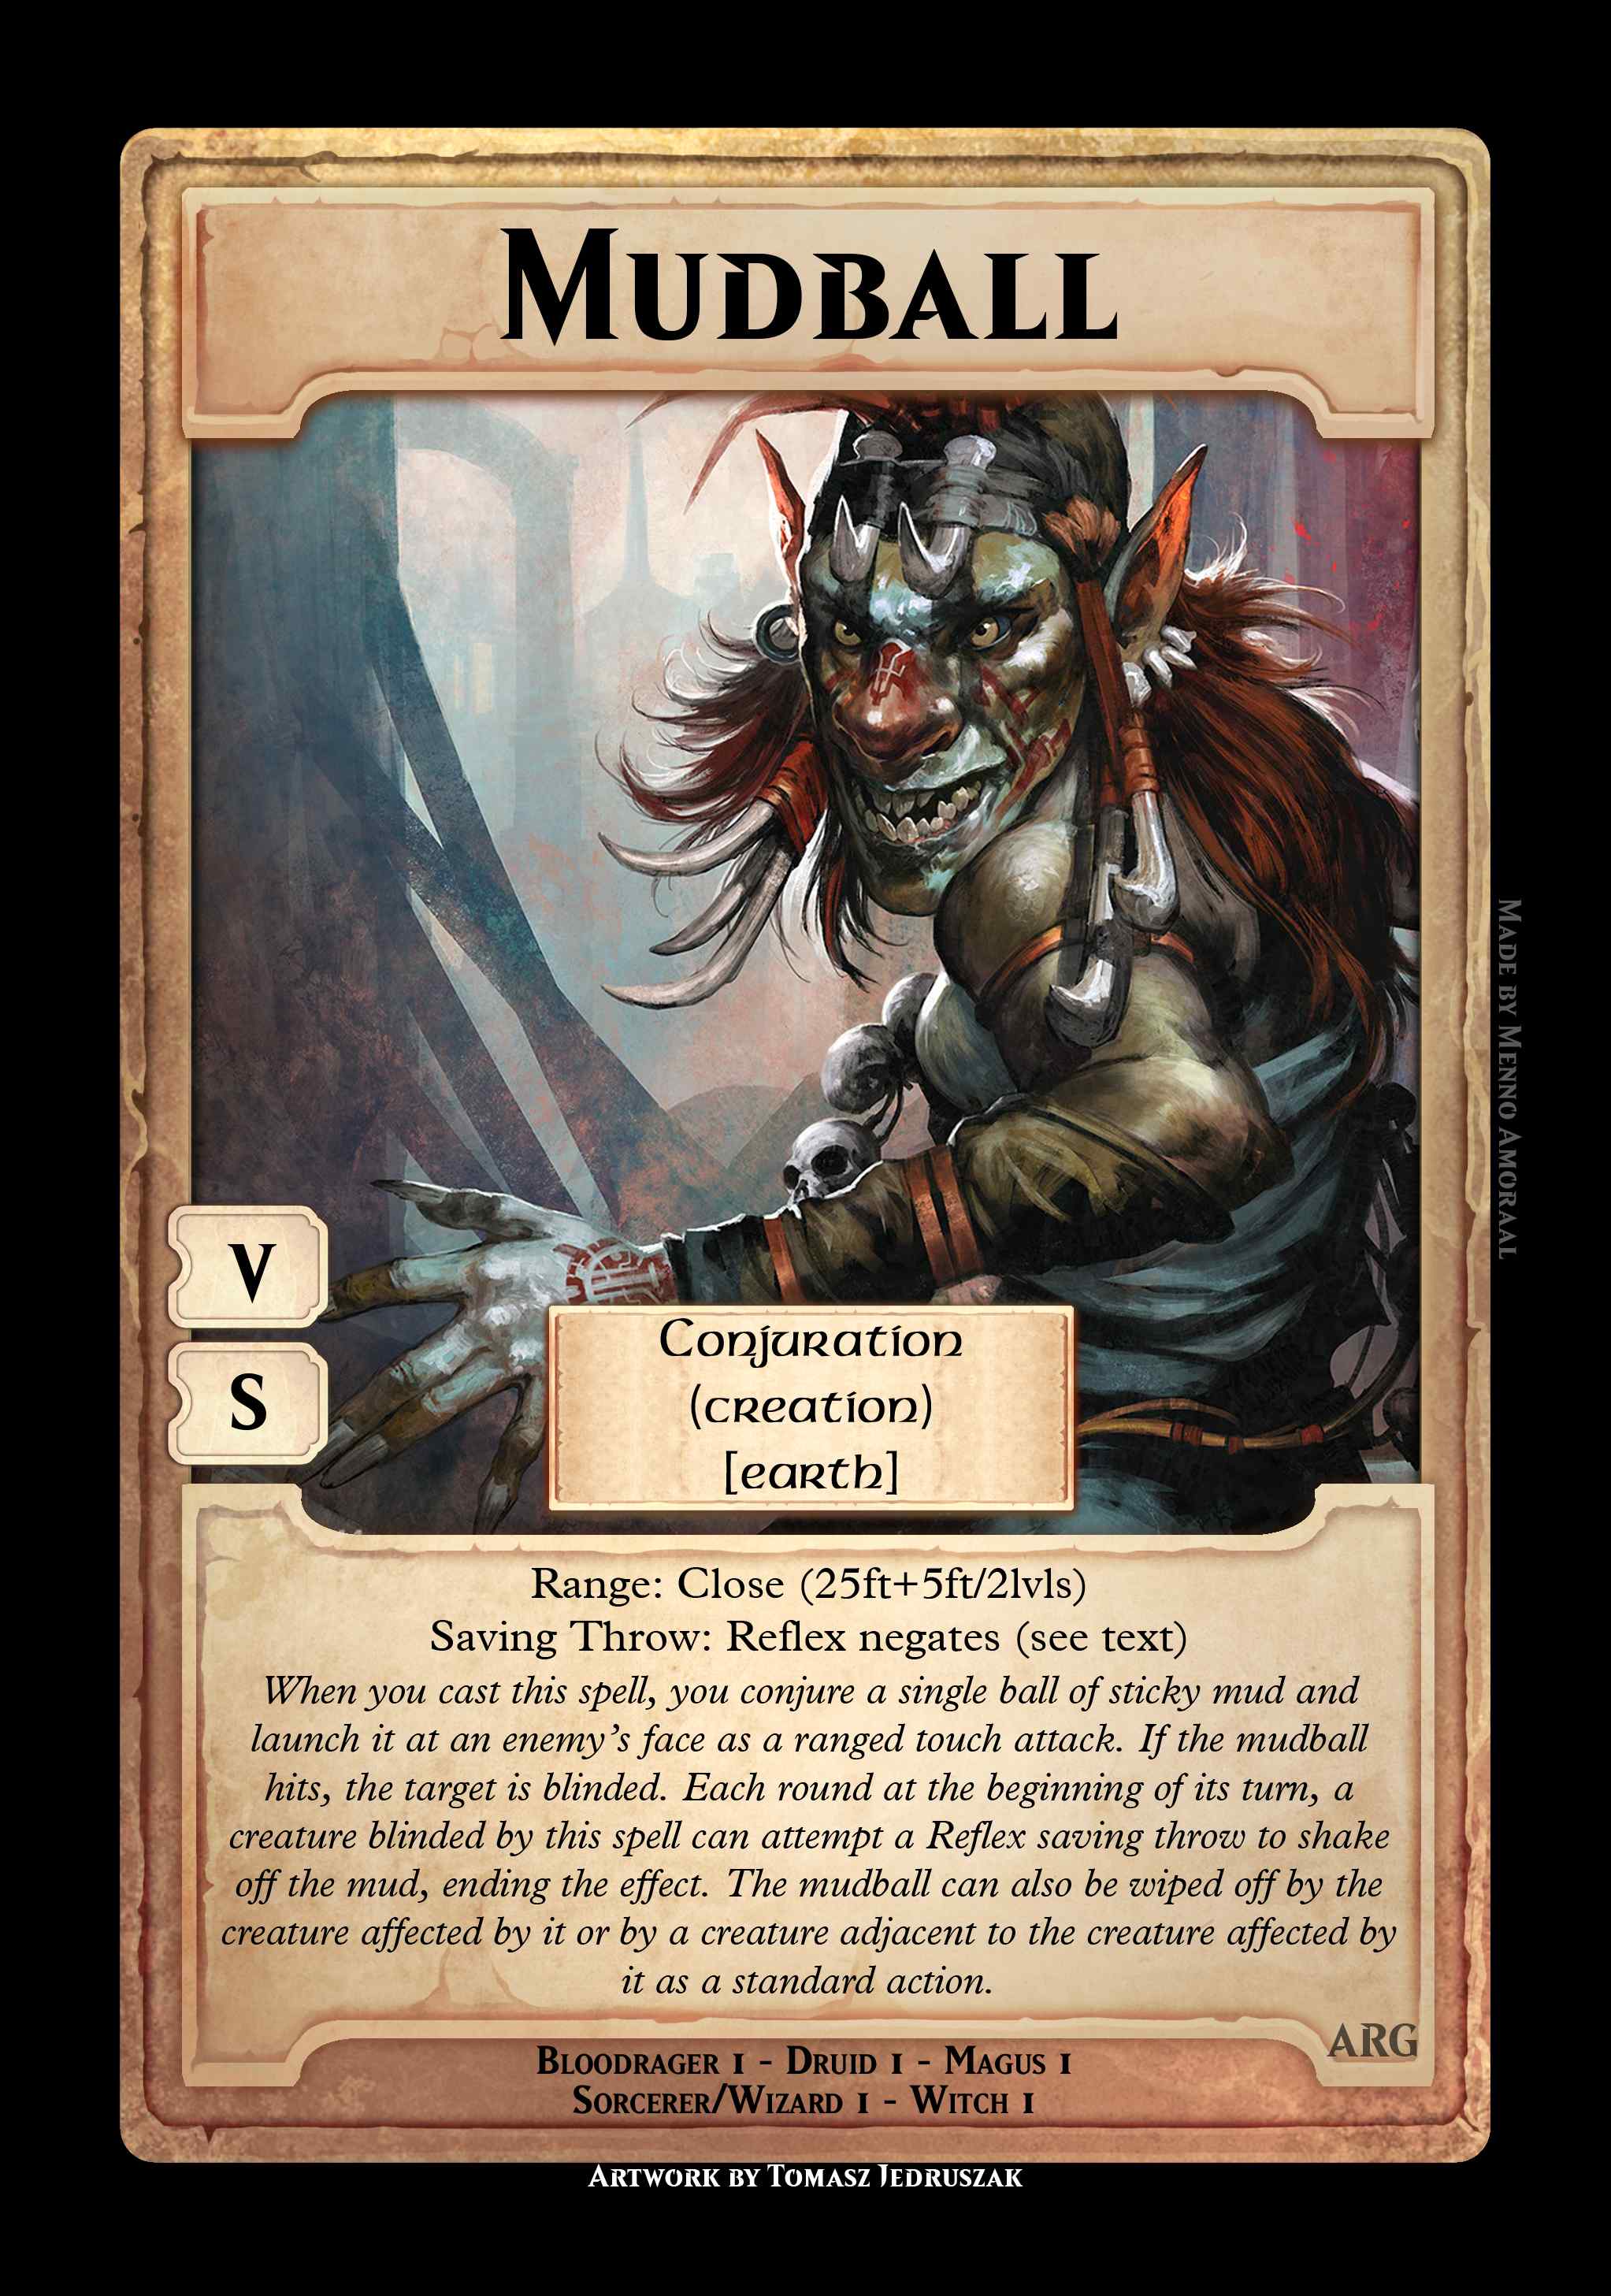 Mudball
V
S
Conjuration
(creation)
[earth]
Range: Close (25ft+5ft/2lvls)
Saving Throw: Reflex negates (see text)
When you cast this spell, you conjure a single ball of sticky mud and
launch it at an enemy’s face as a ranged touch attack. If the mudball
hits, the target is blinded. Each round at the beginning of its turn, a
creature blinded by this spell can attempt a Reflex saving throw to shake
off the mud, ending the effect. The mudball can also be wiped off by the
creature affected by it or by a creature adjacent to the creature affected by
it as a standard action.
ARG
Bloodrager 1 - Druid 1 - Magus 1
Sorcerer/Wizard 1 - Witch 1
Artwork by Tomasz Jedruszak
Made by Menno Amoraal